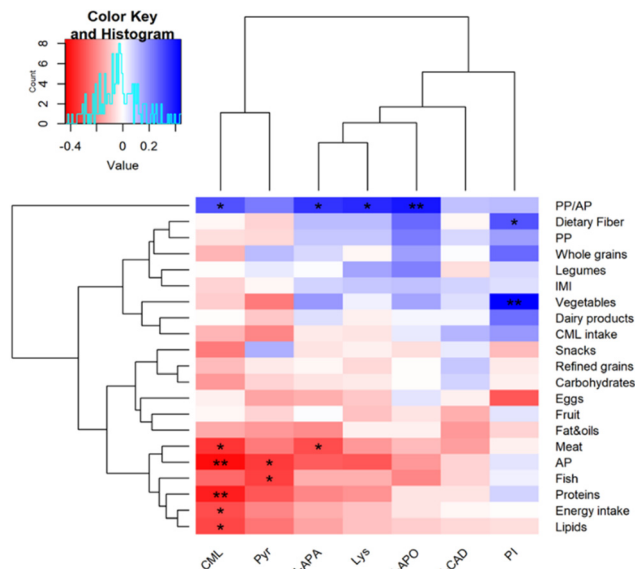 Color Key
and Histogram
Count
0 2 4 6 8
-0.4 0 0.2
Value
* * * ** PP/AP
* Dietary Fiber
PP
Whole grains
Legumes
IMI
** Vegetables
Dairy products
CML intake
Snacks
Refined grains
Carbohydrates
Eggs
Fruit
Fat&oils
* * Meat
** * AP
* Fish
** Proteins
* Energy intake
* Lipids
CML Pyr -APA Lys -APO CAD PI